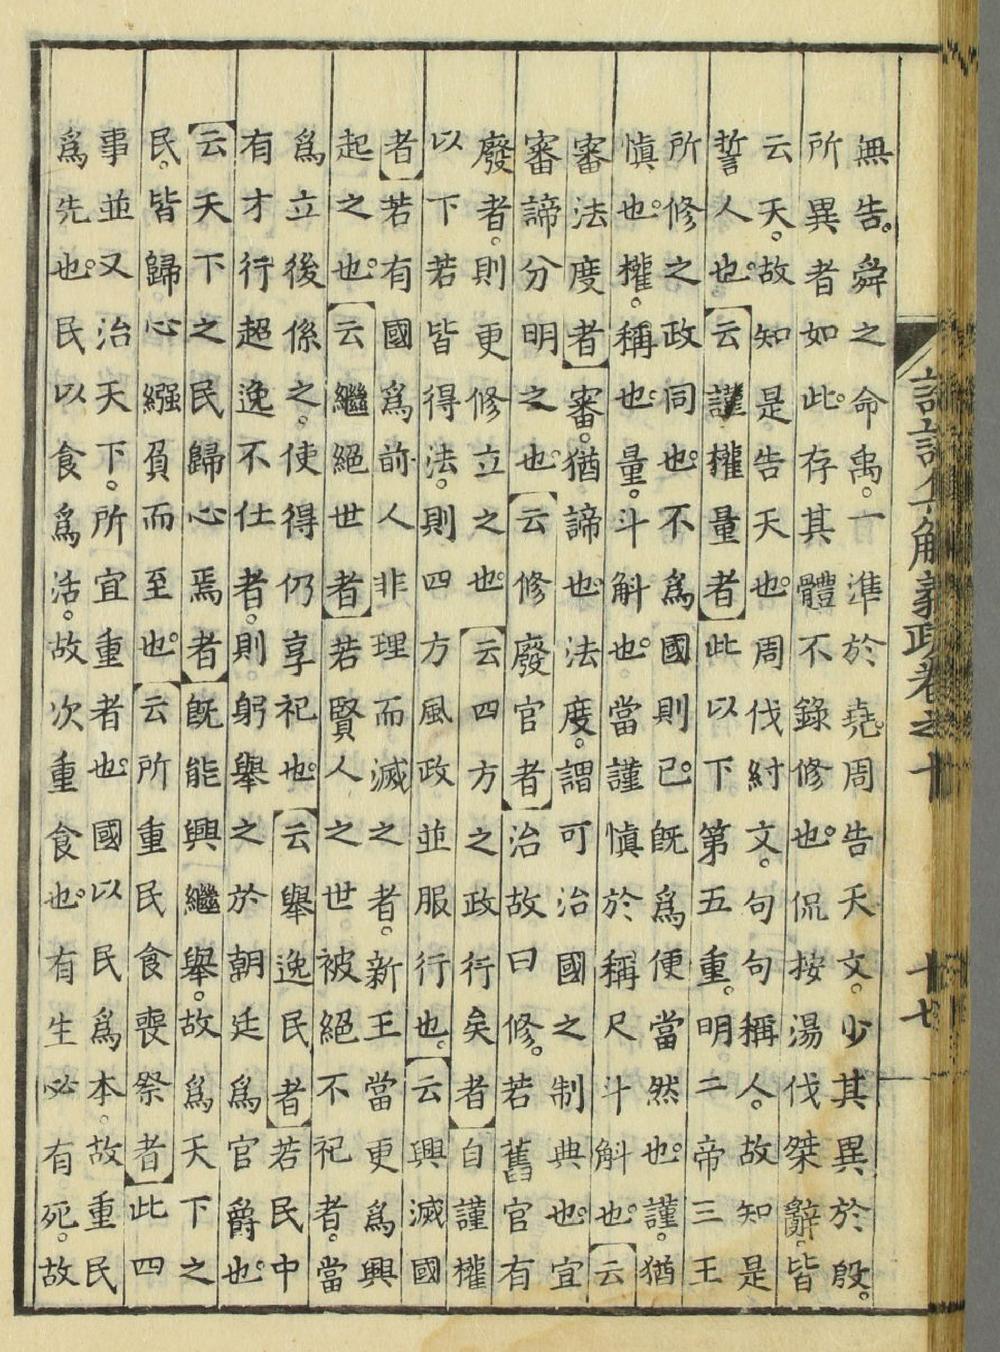 無告。舜之命禹。一準於堯。周告天文。少其異於殷。
所異者如此。存其體不錄修也。侃按湯伐桀辭。皆
云天。故知是告天也。周伐紂文。句句稱人。故知是
誓人也。【云謹權量者】此以下第五重。明二帝三王
所修之政同也。不爲國則已。旣爲便當然也。謹。猶
愼也。權。稱也。量。斗斛也。當謹愼於稱尺斗斛也。【云
審法度者】審。猶諦也。法度。謂可治國之制典也。宜
審諦分明之也。【云修廢官者】治故曰修。若舊官有
廢者。則更修立之也。【云四方之政行矣者】自謹權
以下若皆得法。則四方風政並服行也。【云興滅國
者】若有國爲前人非理而滅之者。新王當更爲興
起之也。【云繼絕世者】若賢人之世被絕不祀者。當
爲立後係之。使得仍享祀也。【云舉逸民者】若民中
有才行超逸不仕者。則躬舉之於朝廷爲官爵也。
【云天下之民歸心焉者】旣能興繼舉。故爲天下之
民。皆歸心繦負而至也。【云所重民食喪祭者】此四
事並又治天下。所宜重者也。國以民爲本。故重民
爲先也。民以食爲活。故次重食也。有生必有死。故
義疏卷之十
十七